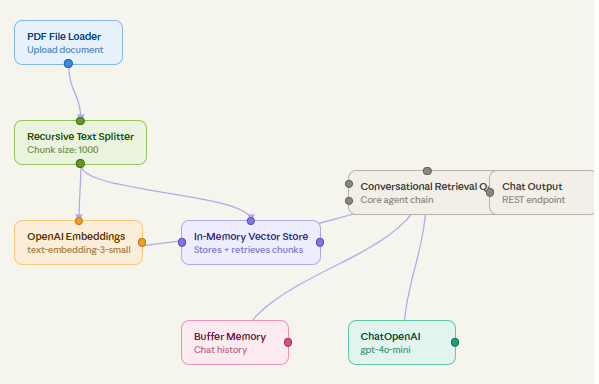 PDF File Loader
Upload document
Recursive Text Splitter
Chunk size: 1000
Conversational Retrieval Q
Core agent chain
Chat Output
REST endpoint
OpenAI Embeddings
text-embedding-3-small
In-Memory Vector Store
Stores + retrieves chunks
Buffer Memory
Chat history
ChatOpenAI
gpt-4o-mini